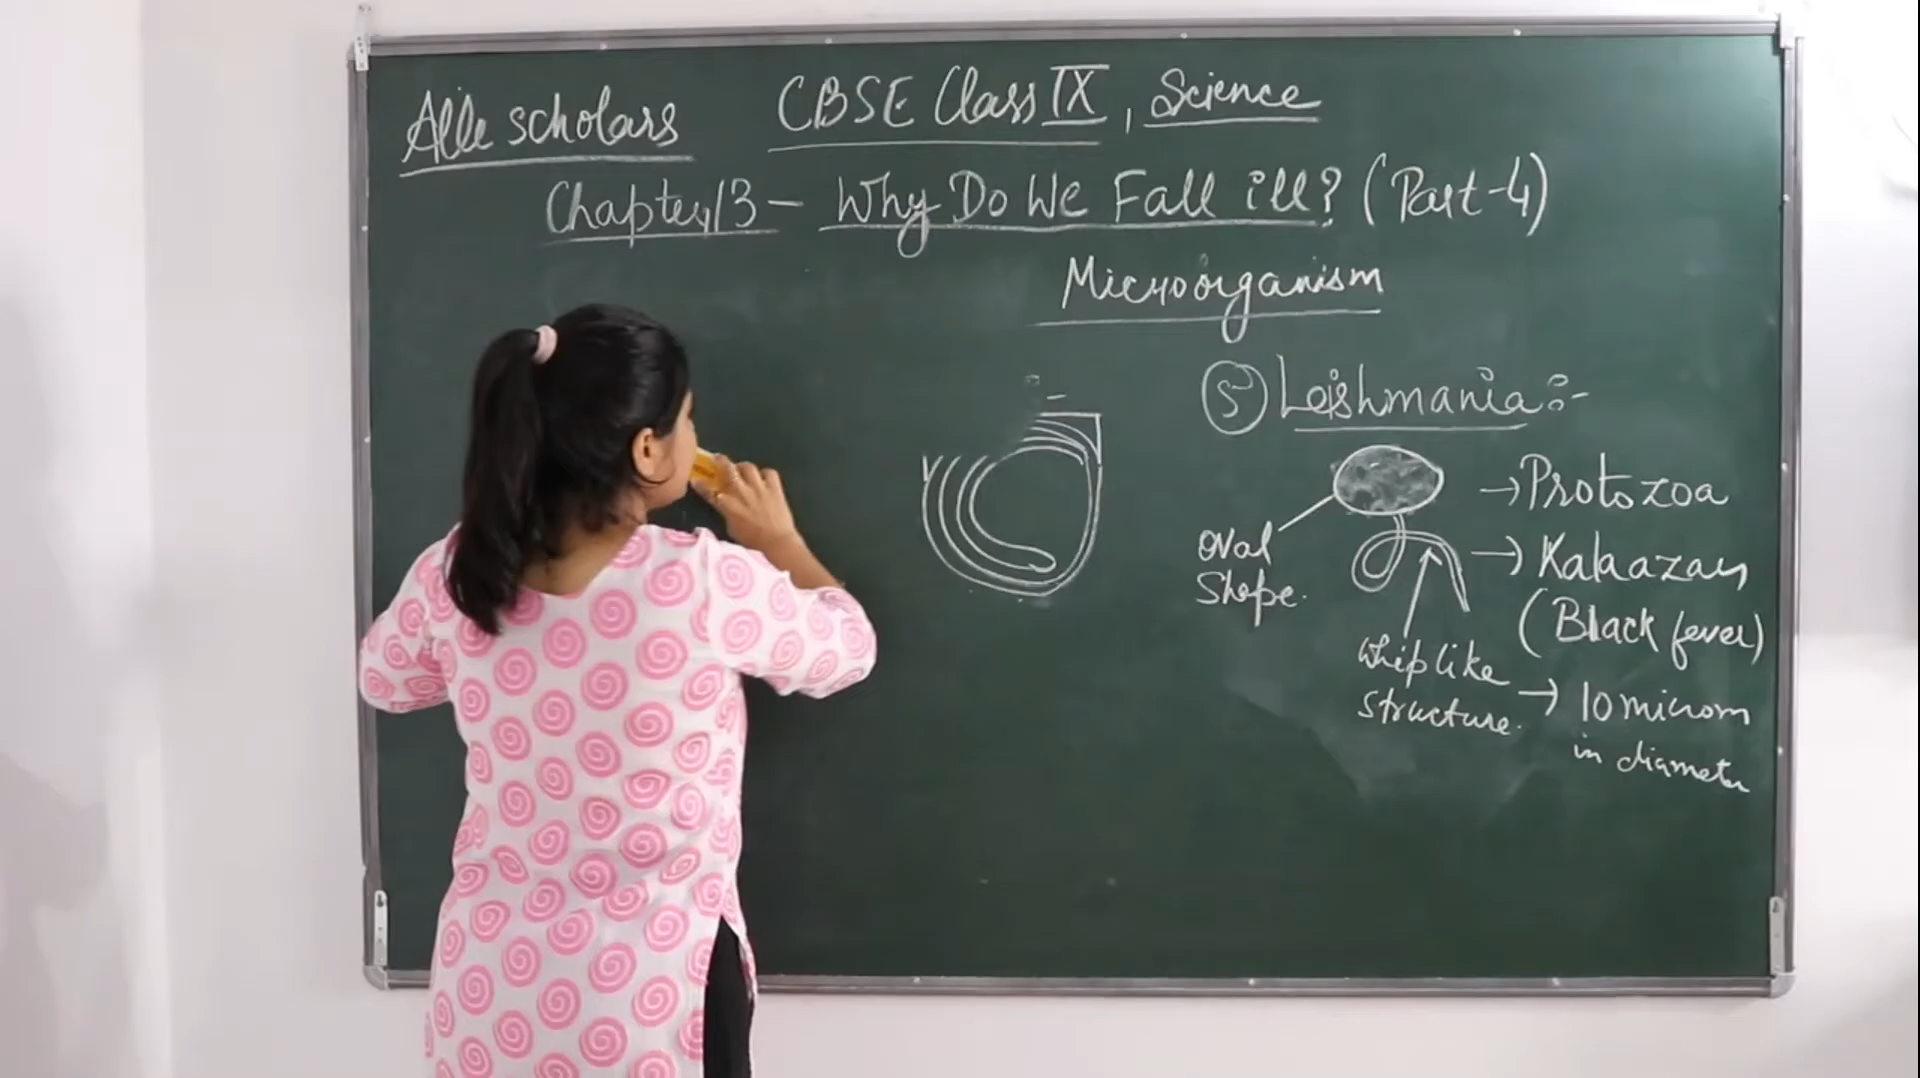 Alle scholars
CBSE Class IX, Science
Chapter 13 - Why Do We Fall ill? (Part-4)
Microorganism
5 Leishmania:-
→ Protozoa
Oval
Shape.
→ Kalaazar
(Black fever)
Whip like
structure.
→ 10 micron
in diameter